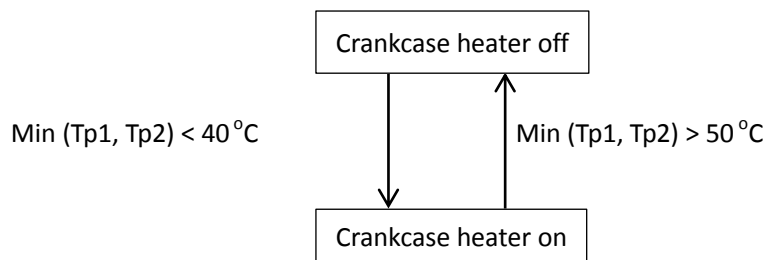 Crankcase heater off
Min (Tp1, Tp2) < 40 °C
Min (Tp1, Tp2) > 50 °C
Crankcase heater on